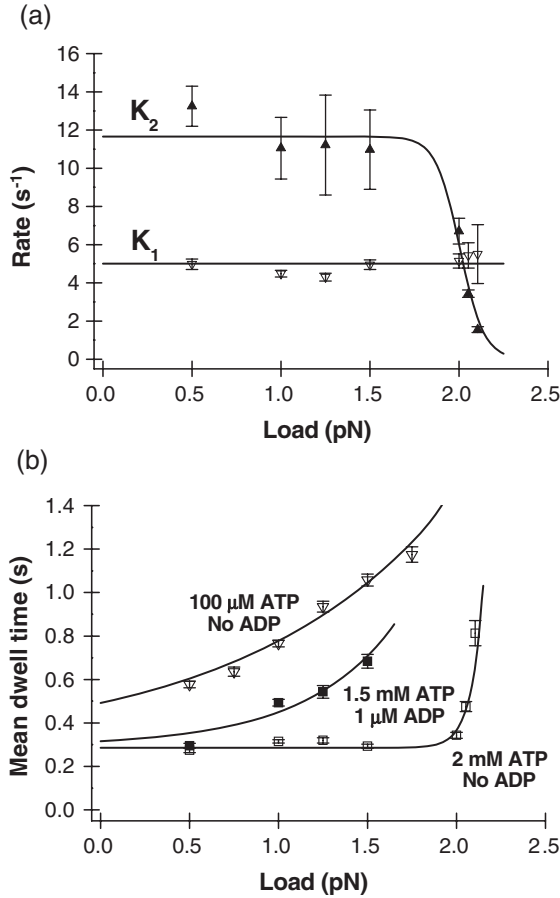 (a)
16
14
12
10
8
6
4
2
0
Rate (s⁻¹)
K₂
K₁
0.0 0.5 1.0 1.5 2.0 2.5
Load (pN)
(b)
1.4
1.2
1.0
0.8
0.6
0.4
0.2
0.0
Mean dwell time (s)
100 µM ATP
No ADP
1.5 mM ATP
1 µM ADP
2 mM ATP
No ADP
0.0 0.5 1.0 1.5 2.0 2.5
Load (pN)